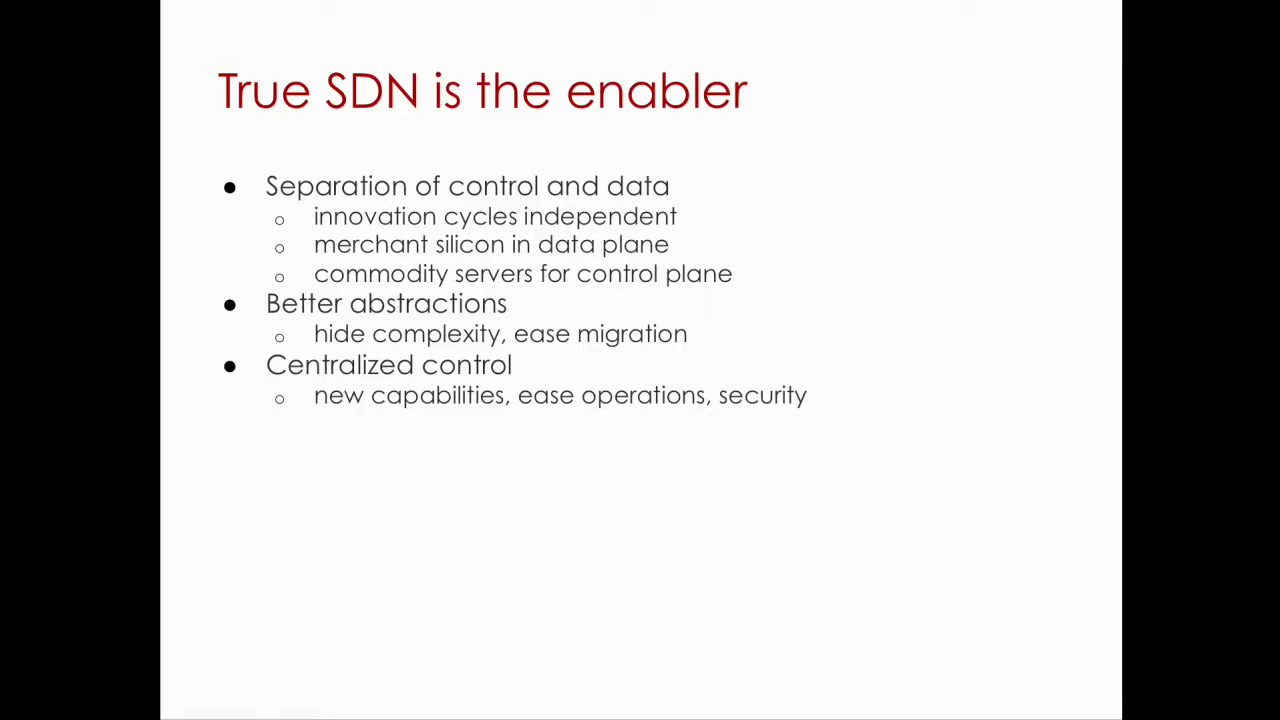 True SDN is the enabler
● Separation of control and data
○ innovation cycles independent
○ merchant silicon in data plane
○ commodity servers for control plane
● Better abstractions
○ hide complexity, ease migration
● Centralized control
○ new capabilities, ease operations, security